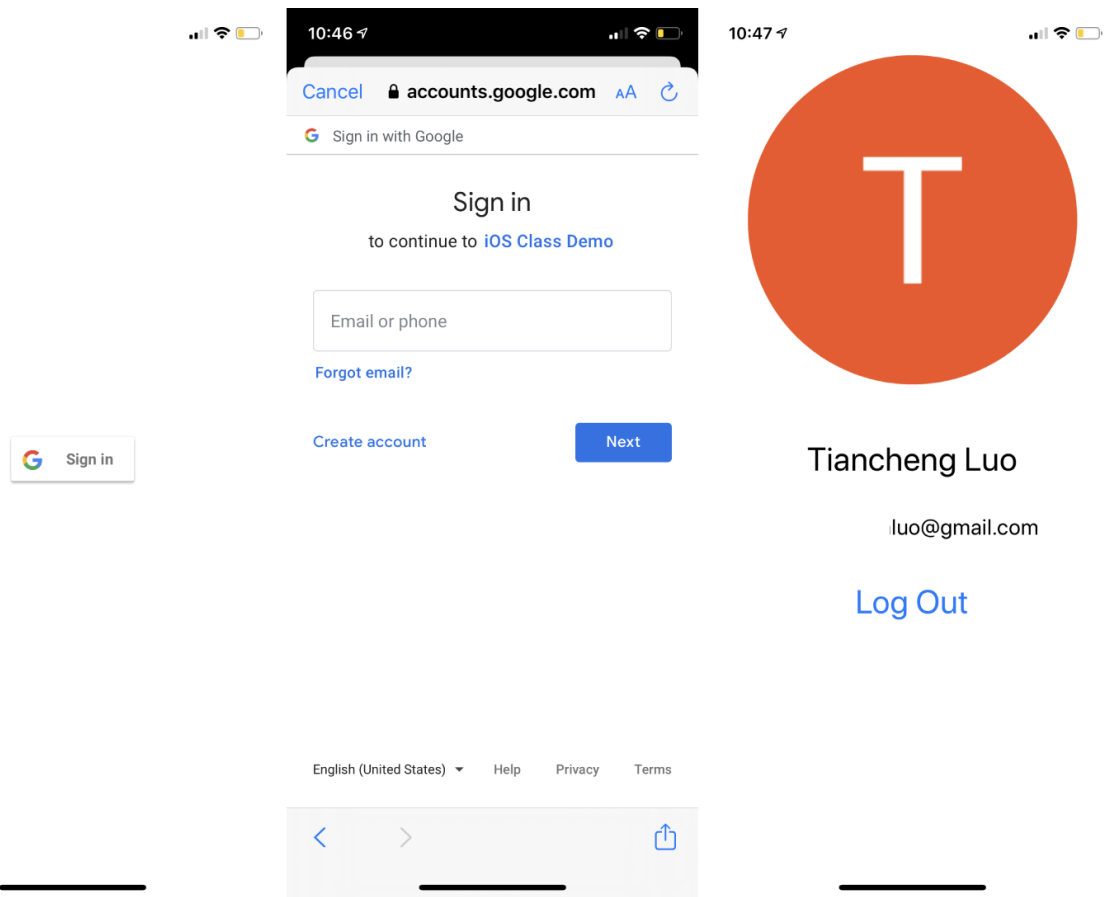 Sign in
10:46
Cancel accounts.google.com AA
Sign in with Google
Sign in
to continue to iOS Class Demo
Email or phone
Forgot email?
Create account Next
English (United States) Help Privacy Terms
10:47
T
Tiancheng Luo
luo@gmail.com
Log Out